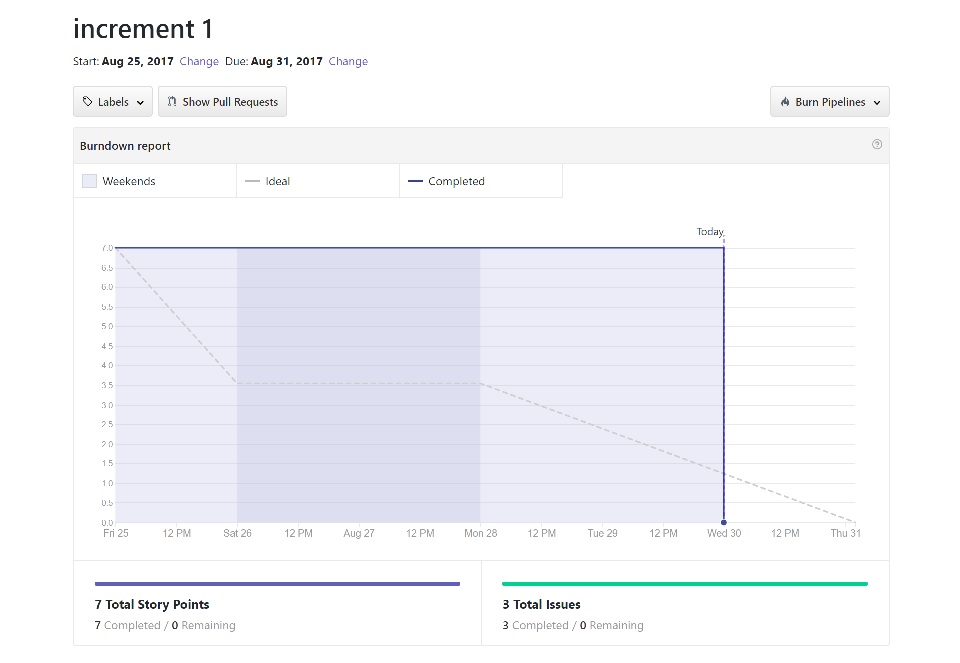 increment 1
Start: Aug 25, 2017 Change Due: Aug 31, 2017 Change
Labels Show Pull Requests Burn Pipelines
Burndown report
Weekends Ideal Completed
Today
7.0
6.5
6.0
5.5
5.0
4.5
4.0
3.5
3.0
2.5
2.0
1.5
1.0
0.5
0.0
Fri 25 12 PM Sat 26 12 PM Aug 27 12 PM Mon 28 12 PM Tue 29 12 PM Wed 30 12 PM Thu 31
7 Total Story Points
7 Completed / 0 Remaining
3 Total Issues
3 Completed / 0 Remaining